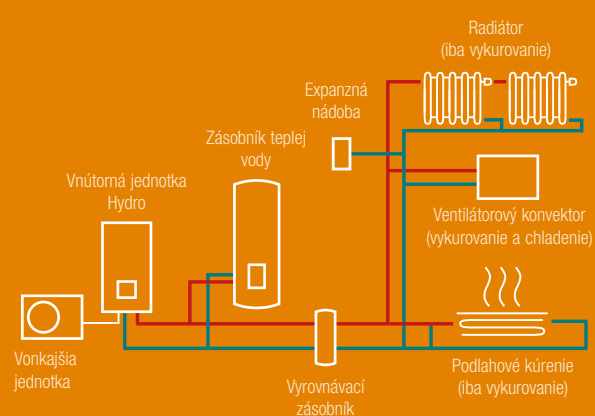 Radiátor
(iba vykurovanie)
Expanzná
nádoba
Zásobník teplej
vody
Vnútorná jednotka
Hydro
Ventilátorový konvektor
(vykurovanie a chladenie)
Vonkajšia
jednotka
Podlahové kúrenie
(iba vykurovanie)
Vyrovnávací
zásobník